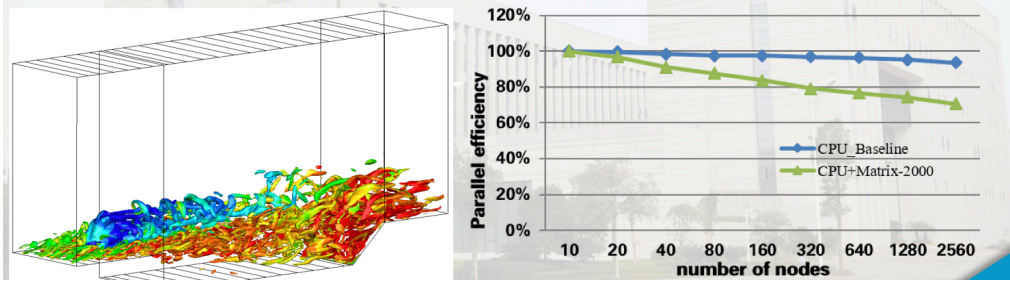 120%
100%
80%
60%
40%
20%
0%
Parallel efficiency
CPU_Baseline
CPU+Matrix-2000
10 20 40 80 160 320 640 1280 2560
number of nodes